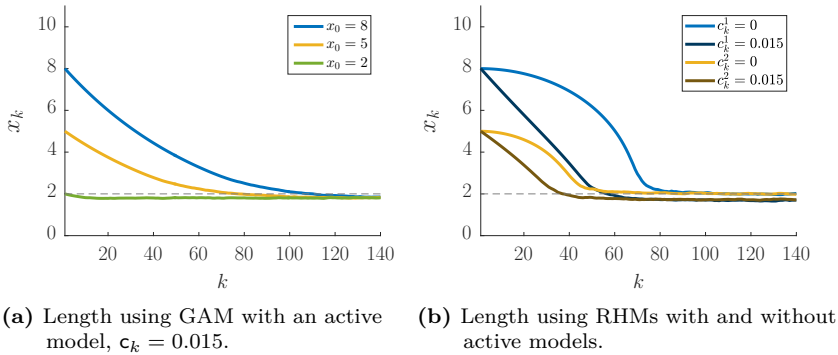 10
8
6
4
2
0
x_k
20 40 60 80 100 120 140
k
x_0 = 8
x_0 = 5
x_0 = 2
(a) Length using GAM with an active
model, c_k = 0.015.
10
8
6
4
2
0
x_k
20 40 60 80 100 120 140
k
c_k^1 = 0
c_k^1 = 0.015
c_k^2 = 0
c_k^2 = 0.015
(b) Length using RHMs with and without
active models.